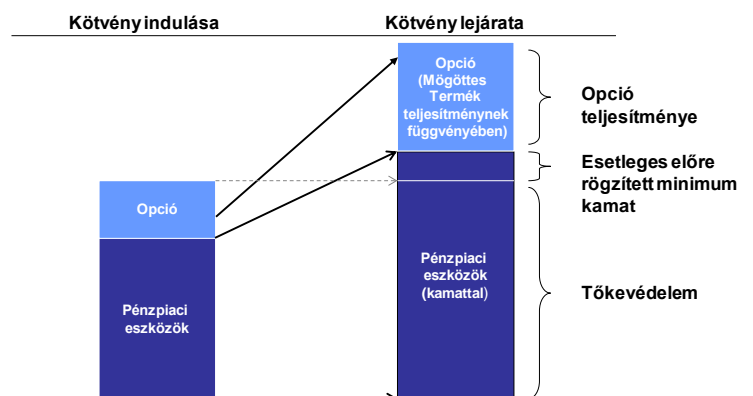 Kötvény indulása
Kötvény lejárata
Opció
(Mögöttes
Termék
teljesítménynek
függvényében)
Opció
teljesítménye
Esetleges előre
rögzített minimum
kamat
Opció
Pénzpiaci
eszközök
(kamattal)
Tőkevédelem
Pénzpiaci
eszközök